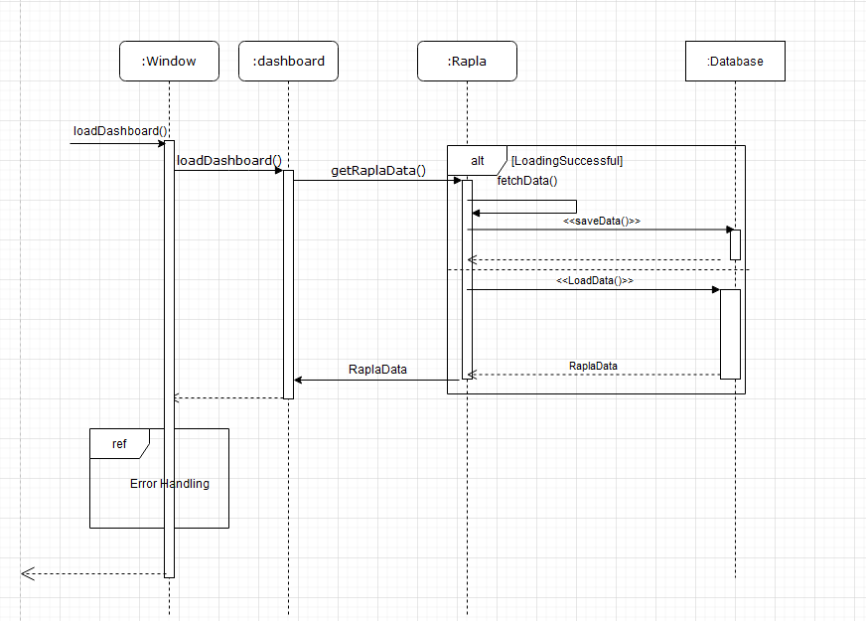 :Window
:dashboard
:Rapla
:Database
loadDashboard()
loadDashboard()
getRaplaData()
alt
[LoadingSuccessful]
fetchData()
<<saveData()>>
<<LoadData()>>
RaplaData
RaplaData
ref
Error Handling